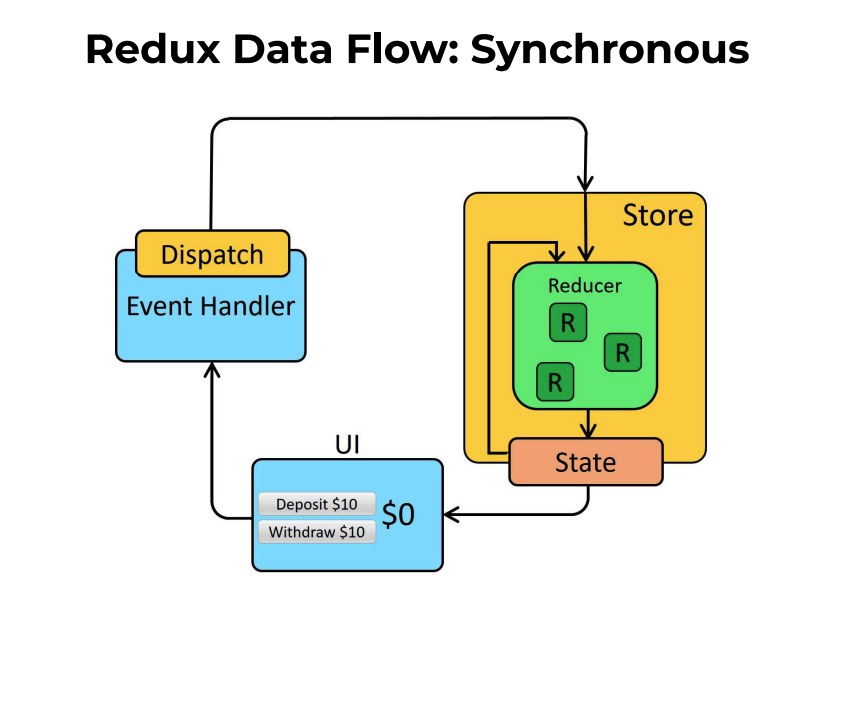 Redux Data Flow: Synchronous
Store
Dispatch
Event Handler
Reducer
R
R
R
State
UI
Deposit $10
Withdraw $10
$0